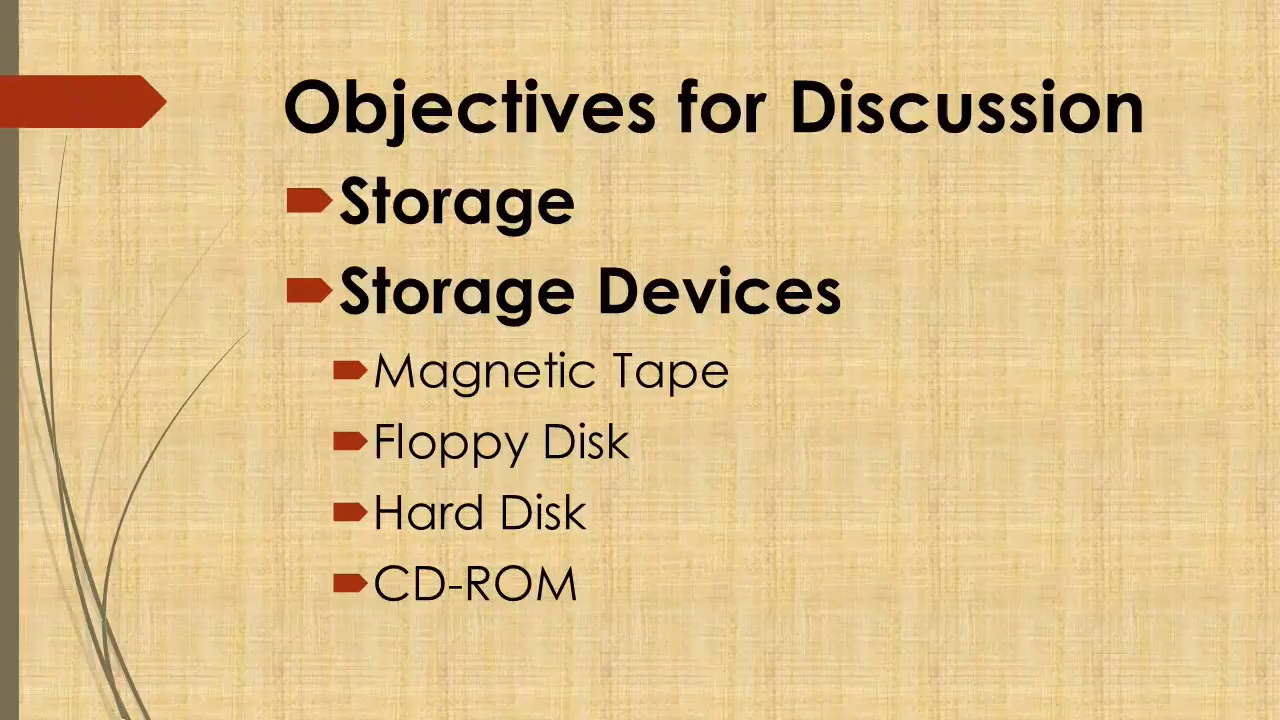 Objectives for Discussion
Storage
Storage Devices
Magnetic Tape
Floppy Disk
Hard Disk
CD-ROM